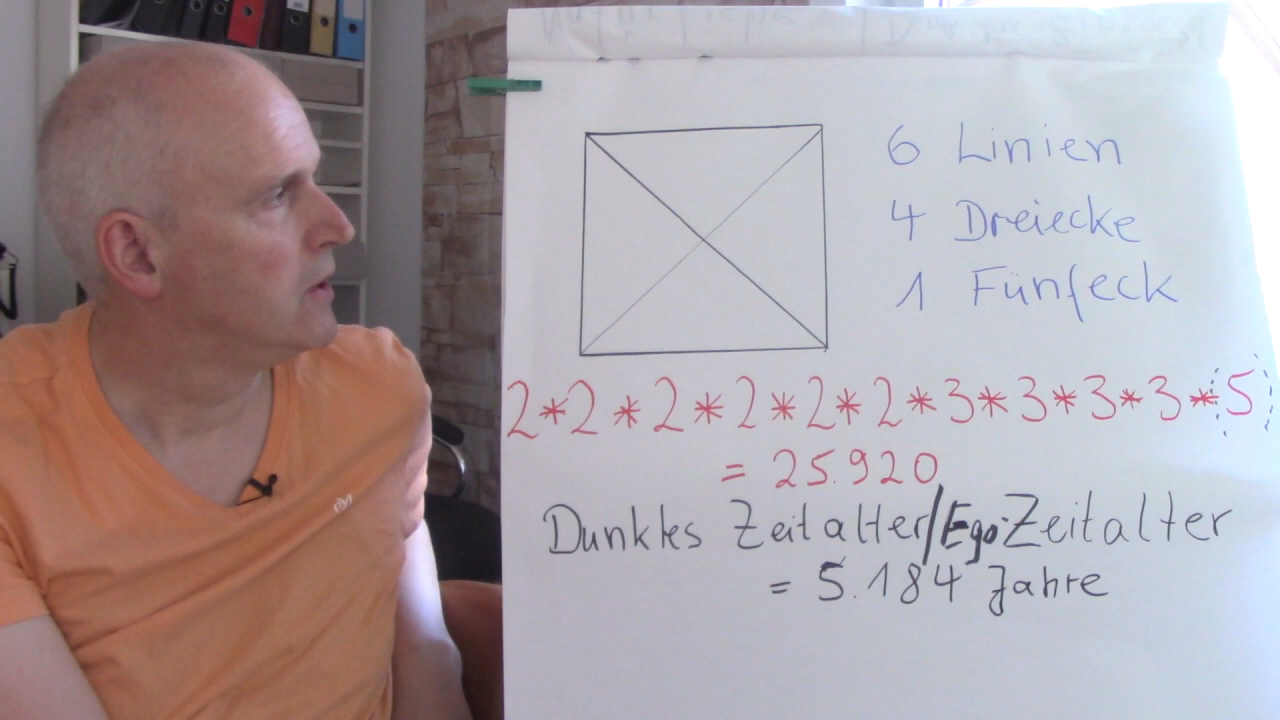 6 Linien
4 Dreiecke
1 Fünfeck
2*2*2*2*2*2*3*3*3*3*5
= 25.920
Dunkles Zeitalter/Ego-Zeitalter
= 5.184 Jahre